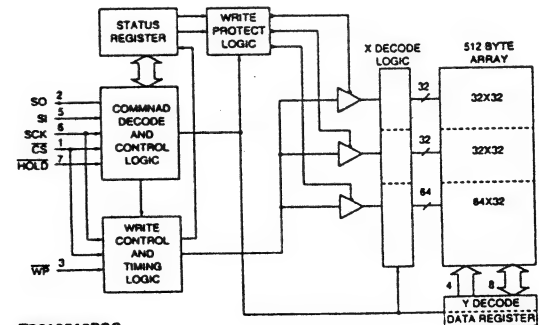 STATUS
REGISTER
WRITE
PROTECT
LOGIC
X DECODE
LOGIC
512 BYTE
ARRAY
SO 2
SI 5
SCK 6
CS 1
HOLD 7
COMMNAD
DECODE
AND
CONTROL
LOGIC
32
32X32
32
32X32
64
64X32
WRITE
CONTROL
AND
TIMING
LOGIC
WP 3
4
8
Y DECODE
DATA REGISTER